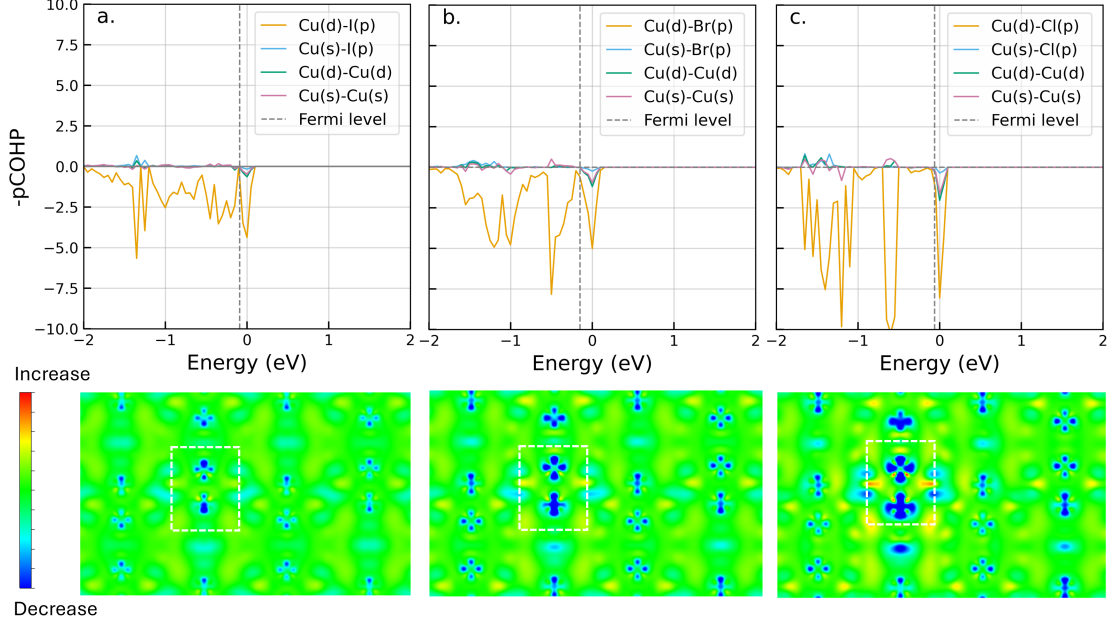 a.
Cu(d)-I(p)
Cu(s)-I(p)
Cu(d)-Cu(d)
Cu(s)-Cu(s)
Fermi level
10.0
7.5
5.0
2.5
0.0
−2.5
−5.0
−7.5
−10.0
-pCOHP
−2
−1
0
1
2
Energy (eV)
b.
Cu(d)-Br(p)
Cu(s)-Br(p)
Cu(d)-Cu(d)
Cu(s)-Cu(s)
Fermi level
−2
−1
0
1
Energy (eV)
c.
Cu(d)-Cl(p)
Cu(s)-Cl(p)
Cu(d)-Cu(d)
Cu(s)-Cu(s)
Fermi level
−2
−1
0
1
2
Energy (eV)
Increase
Decrease